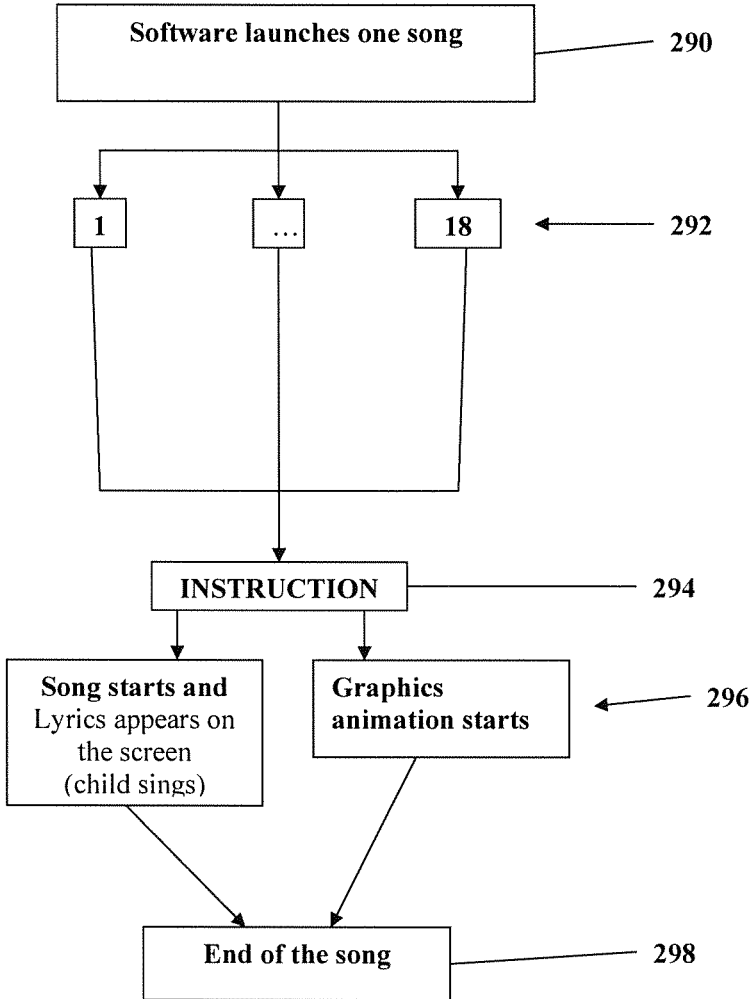 Software launches one song
290
1
...
18
292
INSTRUCTION
294
Song starts and
Lyrics appears on
the screen
(child sings)
Graphics
animation starts
296
End of the song
298